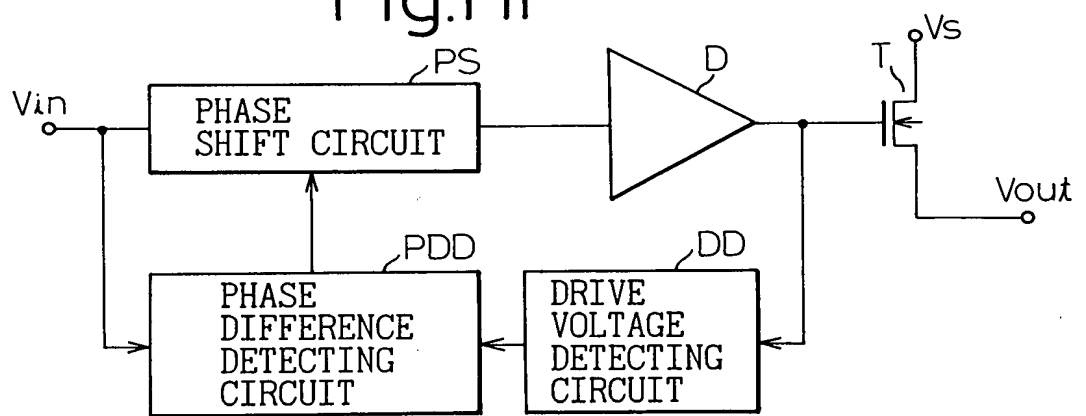 PS
Vin
PHASE
SHIFT CIRCUIT
D
T
Vs
Vout
PDD
PHASE
DIFFERENCE
DETECTING
CIRCUIT
DD
DRIVE
VOLTAGE
DETECTING
CIRCUIT